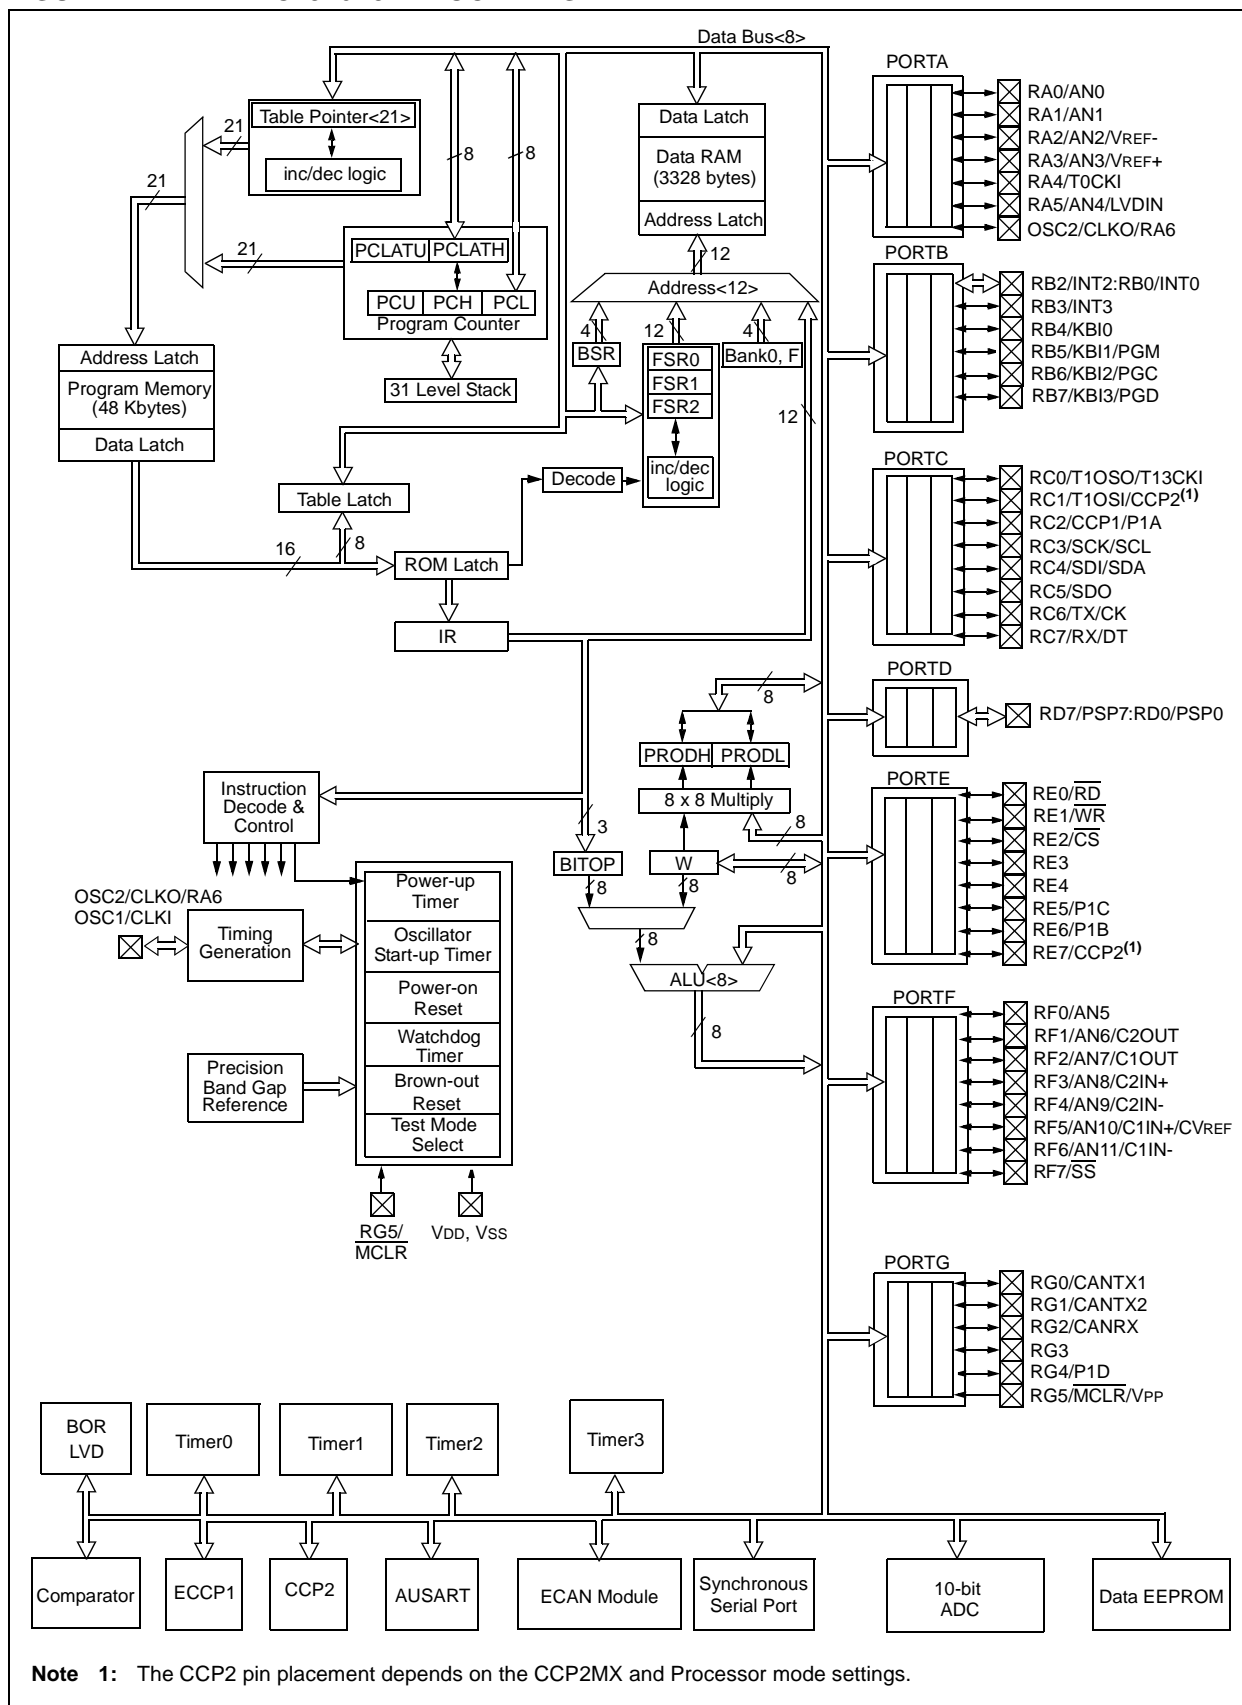 Data Bus<8>
PORTA
Table Pointer<21>
inc/dec logic
21
21
21
8
8
Data Latch
Data RAM
(3328 bytes)
Address Latch
12
RA0/AN0
RA1/AN1
RA2/AN2/VREF-
RA3/AN3/VREF+
RA4/T0CKI
RA5/AN4/LVDIN
OSC2/CLKO/RA6
PCLATU PCLATH
PCU PCH PCL
Program Counter
31 Level Stack
Address<12>
4
12
4
BSR
FSR0
FSR1
FSR2
Bank0, F
inc/dec
logic
12
PORTB
RB2/INT2:RB0/INT0
RB3/INT3
RB4/KBI0
RB5/KBI1/PGM
RB6/KBI2/PGC
RB7/KBI3/PGD
Address Latch
Program Memory
(48 Kbytes)
Data Latch
Table Latch
Decode
16
8
ROM Latch
IR
PORTC
RC0/T1OSO/T13CKI
RC1/T1OSI/CCP2(1)
RC2/CCP1/P1A
RC3/SCK/SCL
RC4/SDI/SDA
RC5/SDO
RC6/TX/CK
RC7/RX/DT
PORTD
RD7/PSP7:RD0/PSP0
8
PRODH PRODL
8 x 8 Multiply
8
3
BITOP
W
8
8
8
8
ALU<8>
8
Instruction
Decode &
Control
OSC2/CLKO/RA6
OSC1/CLKI
Timing
Generation
Power-up
Timer
Oscillator
Start-up Timer
Power-on
Reset
Watchdog
Timer
Brown-out
Reset
Test Mode
Select
Precision
Band Gap
Reference
RG5/
MCLR
VDD, VSS
PORTE
RE0/RD
RE1/WR
RE2/CS
RE3
RE4
RE5/P1C
RE6/P1B
RE7/CCP2(1)
PORTF
RF0/AN5
RF1/AN6/C2OUT
RF2/AN7/C1OUT
RF3/AN8/C2IN+
RF4/AN9/C2IN-
RF5/AN10/C1IN+/CVREF
RF6/AN11/C1IN-
RF7/SS
PORTG
RG0/CANTX1
RG1/CANTX2
RG2/CANRX
RG3
RG4/P1D
RG5/MCLR/VPP
BOR
LVD
Timer0
Timer1
Timer2
Timer3
Comparator
ECCP1
CCP2
AUSART
ECAN Module
Synchronous
Serial Port
10-bit
ADC
Data EEPROM
Note 1: The CCP2 pin placement depends on the CCP2MX and Processor mode settings.